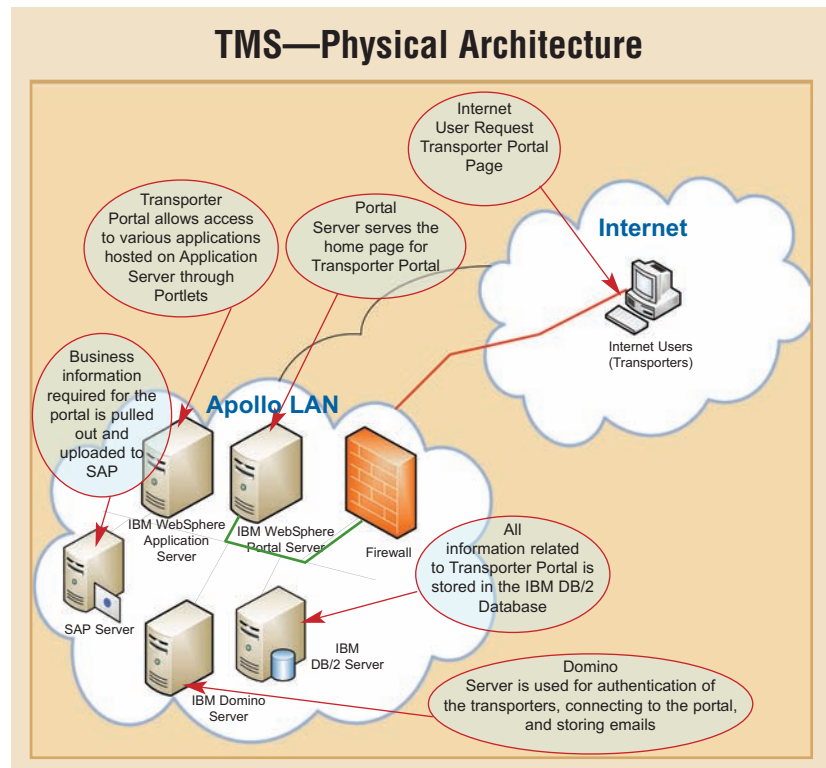 TMS—Physical Architecture
Internet
User Request
Transporter Portal
Page
Transporter
Portal allows access
to various applications
hosted on Application
Server through
Portlets
Portal
Server serves the
home page for
Transporter Portal
Internet
Internet Users
(Transporters)
Business
information
required for the
portal is pulled
out and
uploaded to
SAP
Apollo LAN
IBM WebSphere
Application
Server
IBM WebSphere
Portal Server
Firewall
All
information related
to Transporter Portal is
stored in the IBM DB/2
Database
SAP Server
IBM
DB/2 Server
IBM Domino
Server
Domino
Server is used for authentication of
the transporters, connecting to the portal,
and storing emails